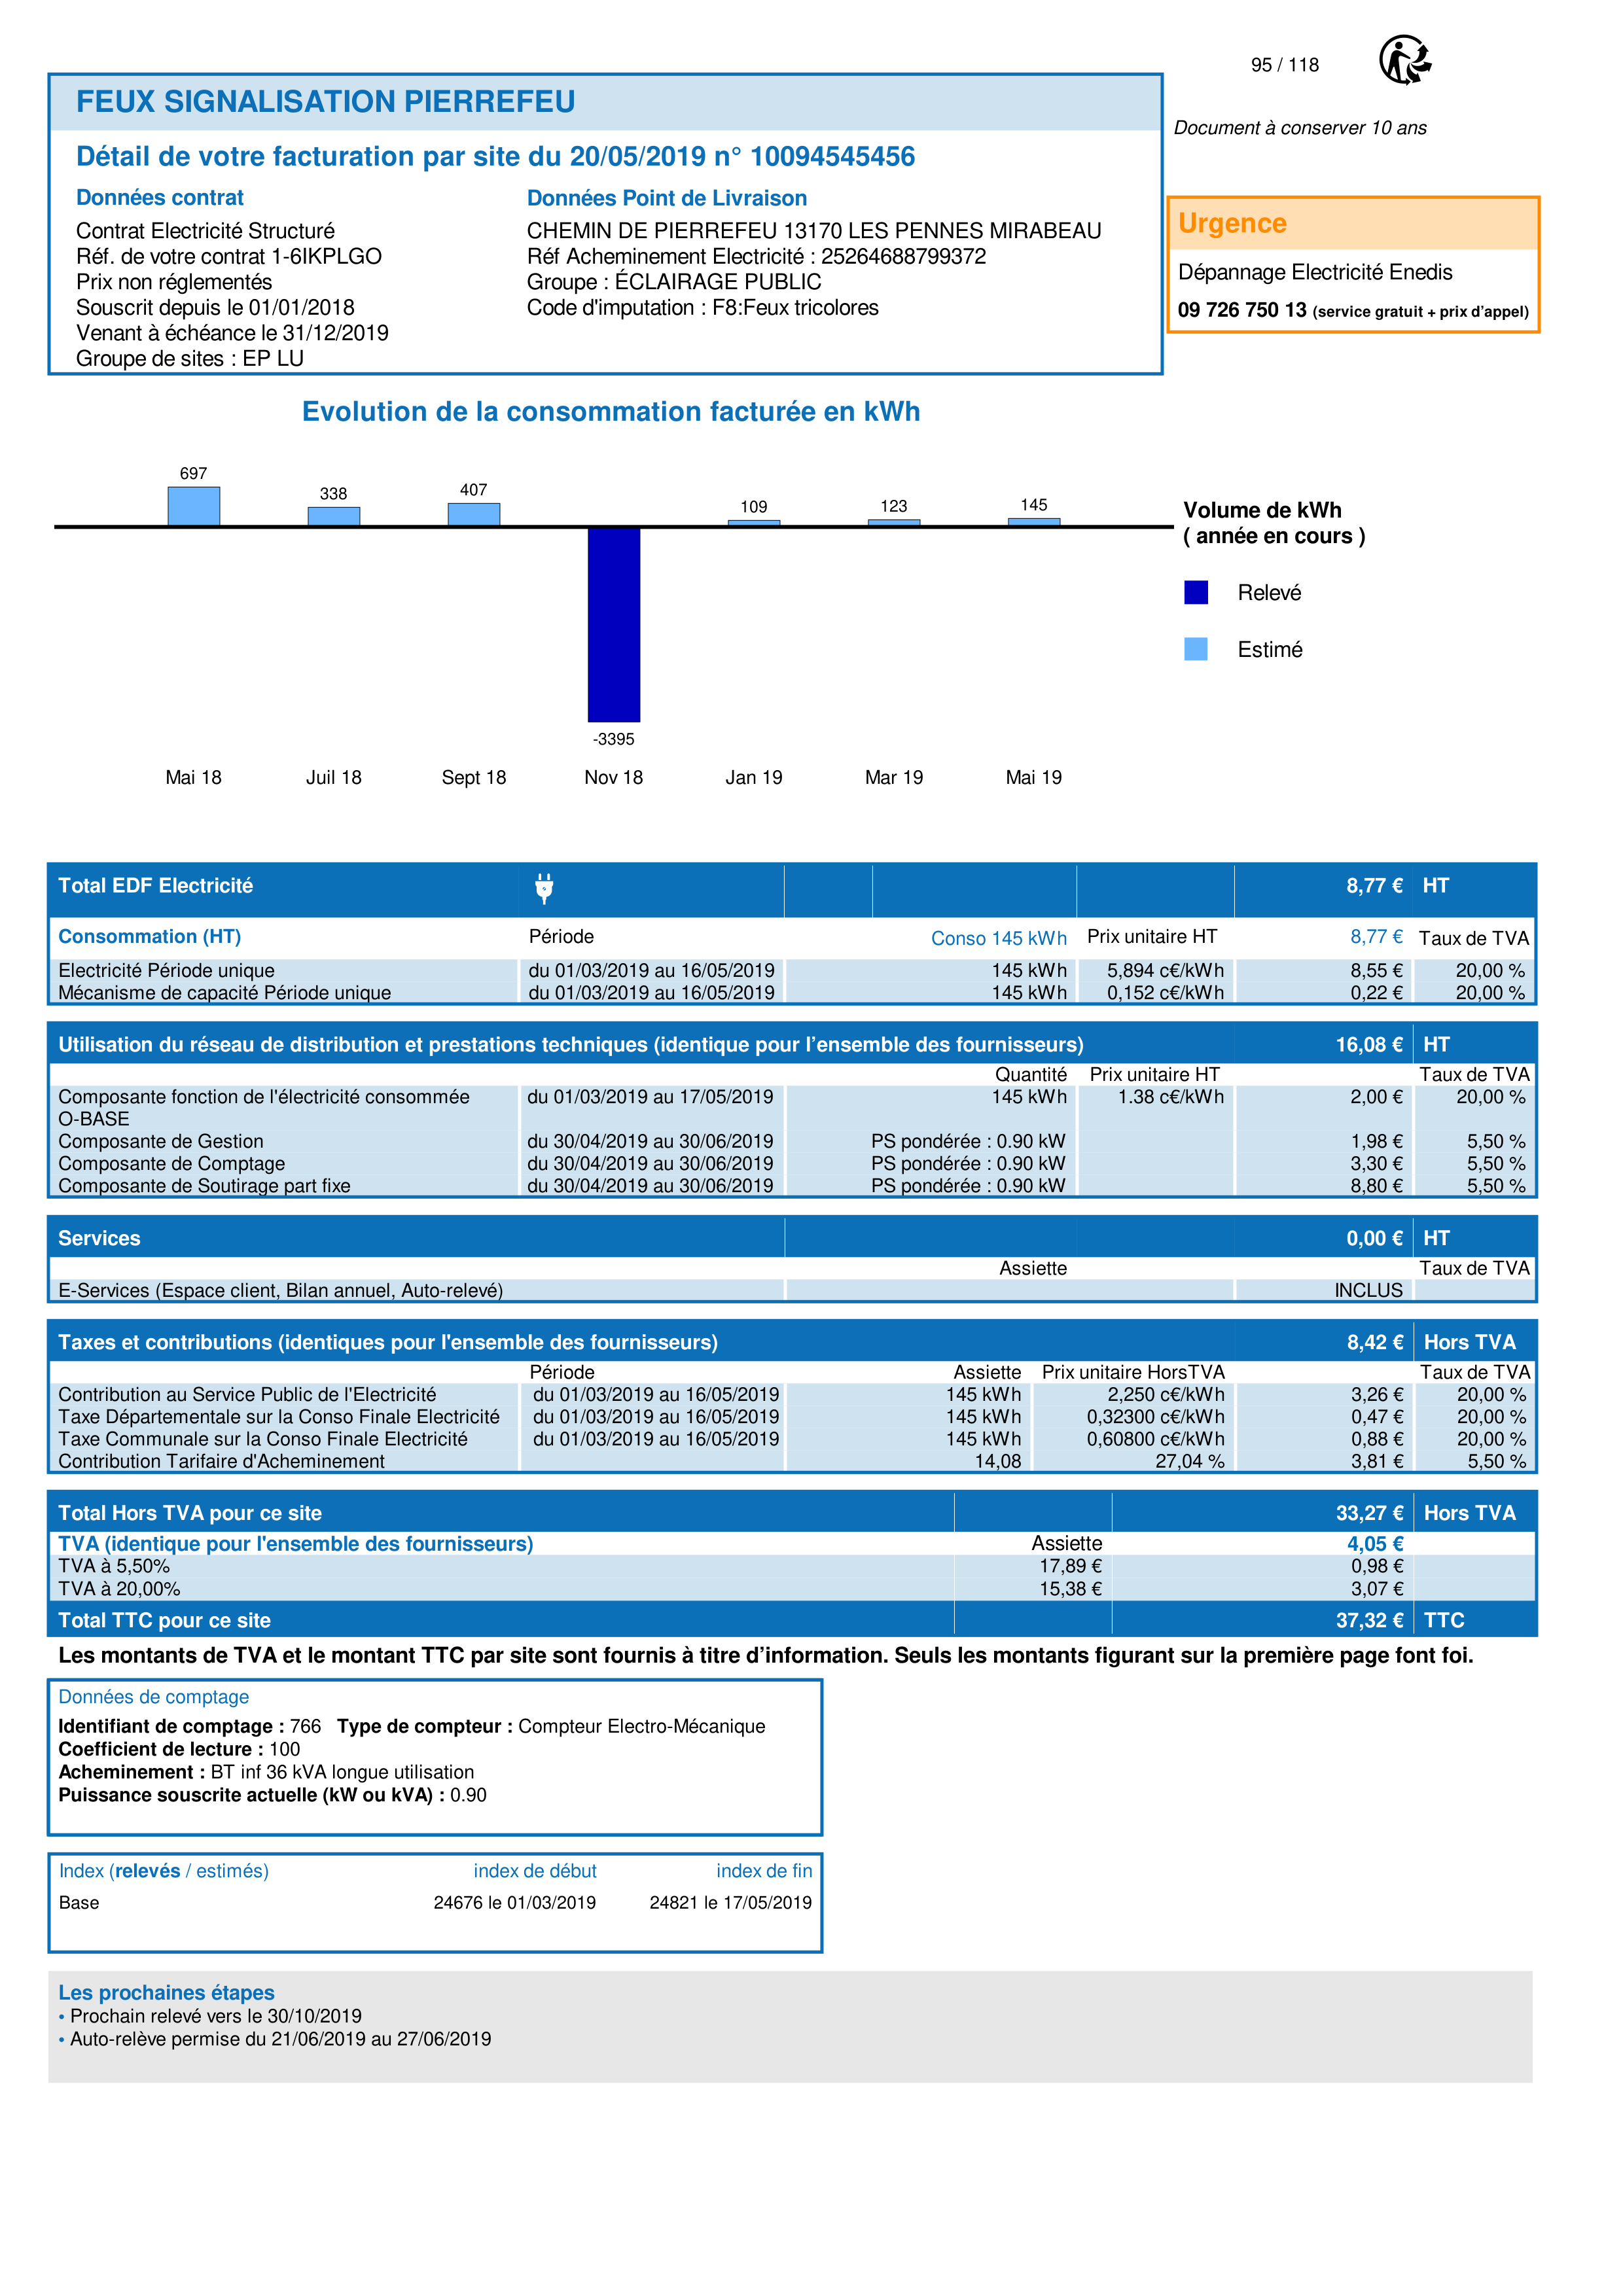 95 / 118
FEUX SIGNALISATION PIERREFEU
Document à conserver 10 ans
Détail de votre facturation par site du 20/05/2019 n° 10094545456
Données contrat
Contrat Electricité Structuré
Réf. de votre contrat 1-6IKPLGO
Prix non réglementés
Souscrit depuis le 01/01/2018
Venant à échéance le 31/12/2019
Groupe de sites : EP LU
Données Point de Livraison
CHEMIN DE PIERREFEU 13170 LES PENNES MIRABEAU
Réf Acheminement Electricité : 25264688799372
Groupe : ÉCLAIRAGE PUBLIC
Code d'imputation : F8:Feux tricolores
Urgence
Dépannage Electricité Enedis
09 726 750 13 (service gratuit + prix d'appel)
Evolution de la consommation facturée en kWh
697 338 407 109 123 145
-3395
Mai 18 Juil 18 Sept 18 Nov 18 Jan 19 Mar 19 Mai 19
Volume de kWh
( année en cours )
Relevé
Estimé
Total EDF Electricité 8,77 € HT
Consommation (HT) Période Conso 145 kWh Prix unitaire HT 8,77 € Taux de TVA
Electricité Période unique du 01/03/2019 au 16/05/2019 145 kWh 5,894 c€/kWh 8,55 € 20,00 %
Mécanisme de capacité Période unique du 01/03/2019 au 16/05/2019 145 kWh 0,152 c€/kWh 0,22 € 20,00 %
Utilisation du réseau de distribution et prestations techniques (identique pour l'ensemble des fournisseurs) 16,08 € HT
Quantité Prix unitaire HT Taux de TVA
Composante fonction de l'électricité consommée du 01/03/2019 au 17/05/2019 145 kWh 1.38 c€/kWh 2,00 € 20,00 %
O-BASE
Composante de Gestion du 30/04/2019 au 30/06/2019 PS pondérée : 0.90 kW 1,98 € 5,50 %
Composante de Comptage du 30/04/2019 au 30/06/2019 PS pondérée : 0.90 kW 3,30 € 5,50 %
Composante de Soutirage part fixe du 30/04/2019 au 30/06/2019 PS pondérée : 0.90 kW 8,80 € 5,50 %
Services 0,00 € HT
Assiette Taux de TVA
E-Services (Espace client, Bilan annuel, Auto-relevé) INCLUS
Taxes et contributions (identiques pour l'ensemble des fournisseurs) 8,42 € Hors TVA
Période Assiette Prix unitaire HorsTVA Taux de TVA
Contribution au Service Public de l'Electricité du 01/03/2019 au 16/05/2019 145 kWh 2,250 c€/kWh 3,26 € 20,00 %
Taxe Départementale sur la Conso Finale Electricité du 01/03/2019 au 16/05/2019 145 kWh 0,32300 c€/kWh 0,47 € 20,00 %
Taxe Communale sur la Conso Finale Electricité du 01/03/2019 au 16/05/2019 145 kWh 0,60800 c€/kWh 0,88 € 20,00 %
Contribution Tarifaire d'Acheminement 14,08 27,04 % 3,81 € 5,50 %
Total Hors TVA pour ce site 33,27 € Hors TVA
TVA (identique pour l'ensemble des fournisseurs) Assiette 4,05 €
TVA à 5,50% 17,89 € 0,98 €
TVA à 20,00% 15,38 € 3,07 €
Total TTC pour ce site 37,32 € TTC
Les montants de TVA et le montant TTC par site sont fournis à titre d'information. Seuls les montants figurant sur la première page font foi.
Données de comptage
Identifiant de comptage : 766 Type de compteur : Compteur Electro-Mécanique
Coefficient de lecture : 100
Acheminement : BT inf 36 kVA longue utilisation
Puissance souscrite actuelle (kW ou kVA) : 0.90
Index (relevés / estimés) index de début index de fin
Base 24676 le 01/03/2019 24821 le 17/05/2019
Les prochaines étapes
• Prochain relevé vers le 30/10/2019
• Auto-relève permise du 21/06/2019 au 27/06/2019